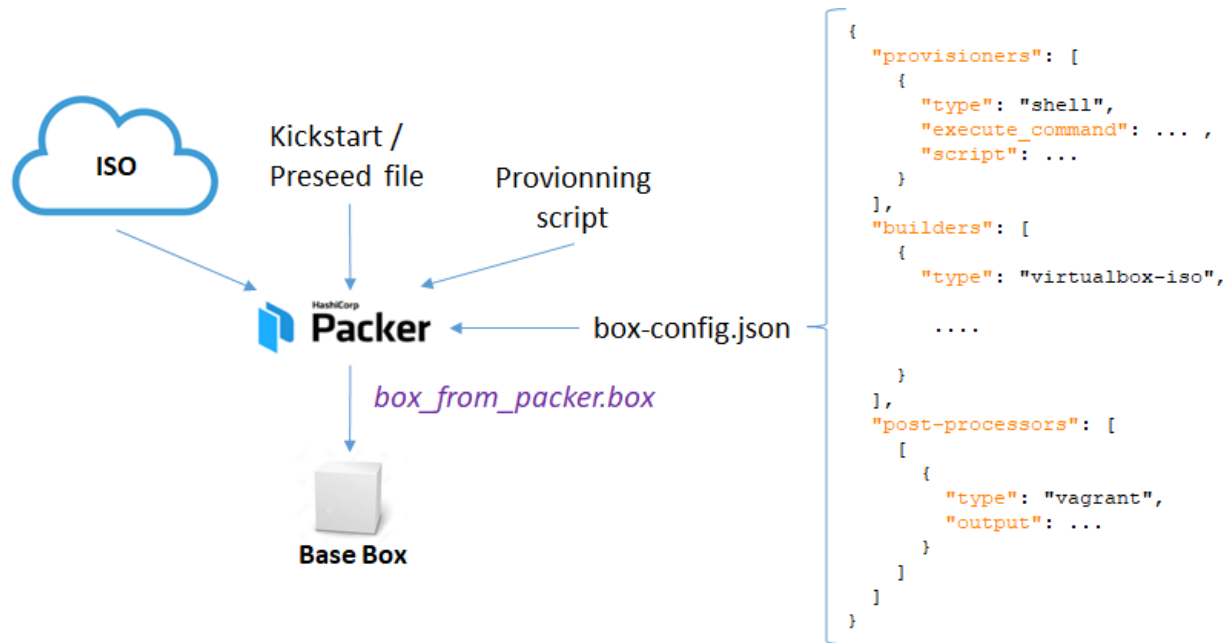 ISO
Kickstart /
Preseed file
Provionning
script
HashiCorp
Packer
box-config.json
box_from_packer.box
Base Box
{
"provisioners": [
{
"type": "shell",
"execute_command": ... ,
"script": ...
}
],
"builders": [
{
"type": "virtualbox-iso",
....
}
],
"post-processors": [
[
{
"type": "vagrant",
"output": ...
}
]
]
}